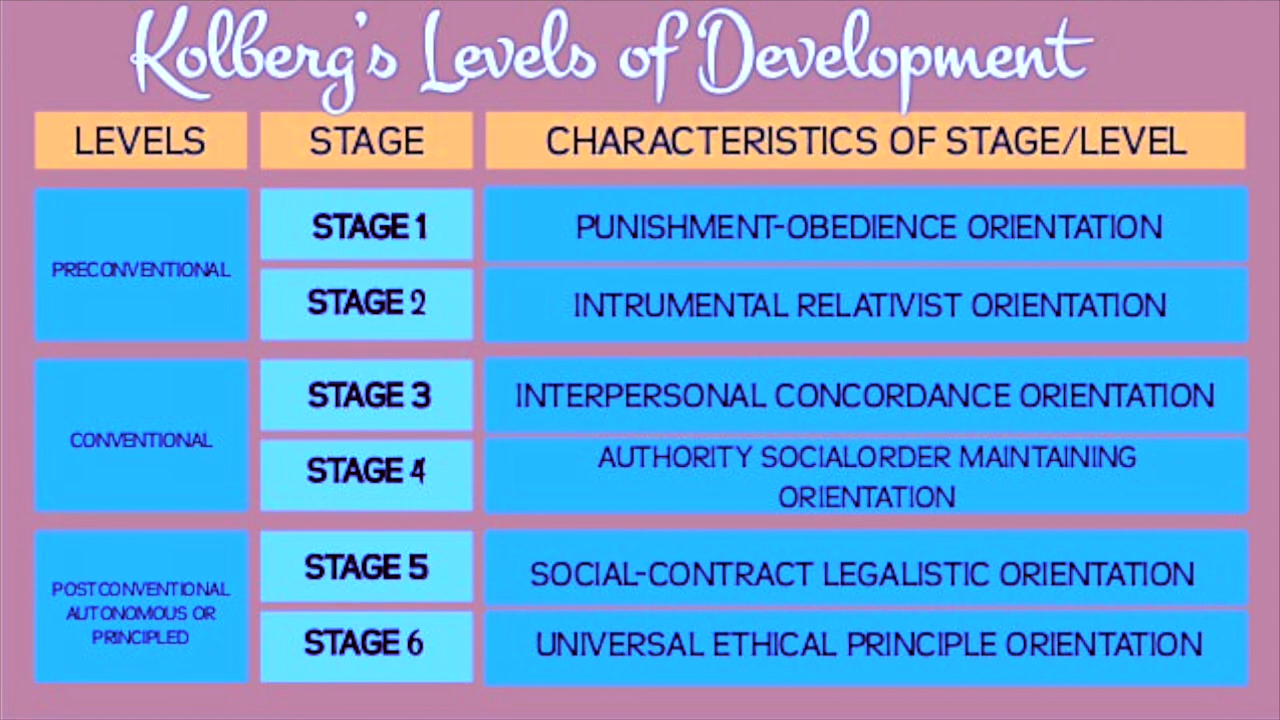 Kolberg's Levels of Development
LEVELS STAGE CHARACTERISTICS OF STAGE/LEVEL
PRECONVENTIONAL
STAGE 1 PUNISHMENT-OBEDIENCE ORIENTATION
STAGE 2 INTRUMENTAL RELATIVIST ORIENTATION
CONVENTIONAL
STAGE 3 INTERPERSONAL CONCORDANCE ORIENTATION
STAGE 4 AUTHORITY SOCIALORDER MAINTAINING
ORIENTATION
POSTCONVENTIONAL
AUTONOMOUS OR
PRINCIPLED
STAGE 5 SOCIAL-CONTRACT LEGALISTIC ORIENTATION
STAGE 6 UNIVERSAL ETHICAL PRINCIPLE ORIENTATION